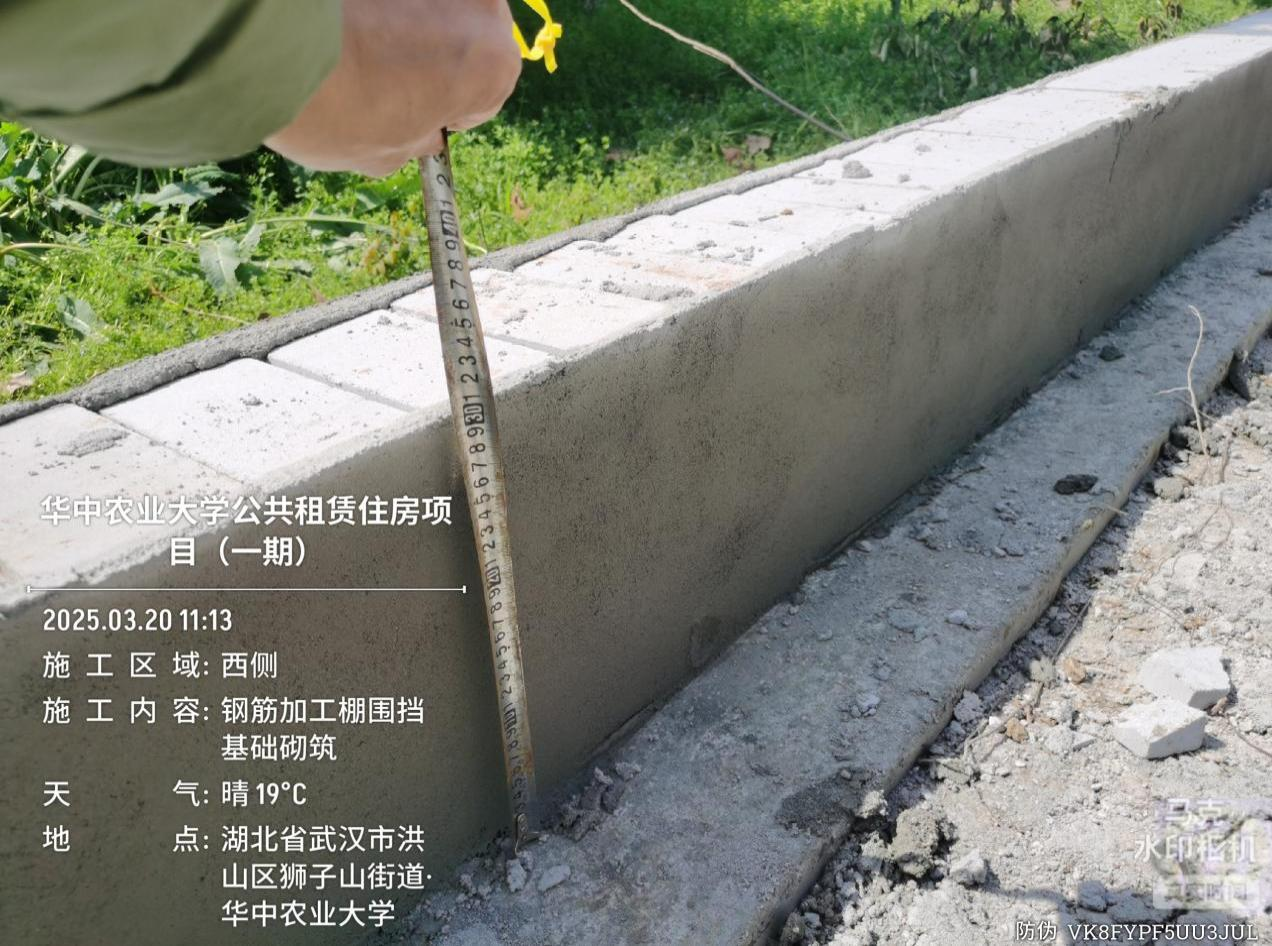 华中农业大学公共租赁住房项
目（一期）
2025.03.20 11:13
施工区域：西侧
施工内容：钢筋加工棚围挡
基础砌筑
天气：晴 19°C
地点：湖北省武汉市洪
山区狮子山街道·
华中农业大学
马克
水印相机
防伪 VK8FYPF5UU3JUL